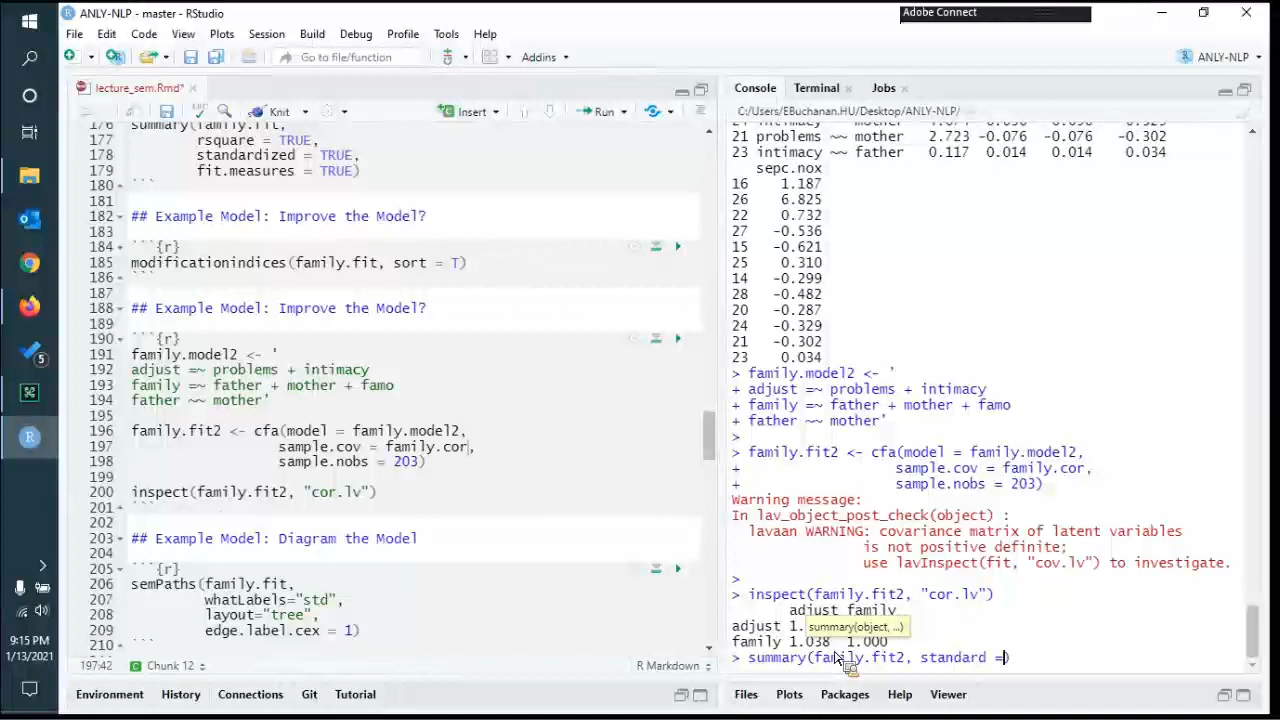 ANLY-NLP - master - RStudio
Adobe Connect
File Edit Code View Plots Session Build Debug Profile Tools Help
Go to file/function
Addins
ANLY-NLP
lecture_sem.Rmd*
Knit
Insert
Run
176 summary(family.fit,
177 rsquare = TRUE,
178 standardized = TRUE,
179 fit.measures = TRUE)
180 ```
181
182 ## Example Model: Improve the Model?
183
184 ```{r}
185 modificationindices(family.fit, sort = T)
186 ```
187
188 ## Example Model: Improve the Model?
189
190 ```{r}
191 family.model2 <- '
192 adjust =~ problems + intimacy
193 family =~ father + mother + famo
194 father ~~ mother'
195
196 family.fit2 <- cfa(model = family.model2,
197 sample.cov = family.cor,
198 sample.nobs = 203)
199
200 inspect(family.fit2, "cor.lv")
201 ```
202
203 ## Example Model: Diagram the Model
204
205 ```{r}
206 semPaths(family.fit,
207 whatLabels="std",
208 layout="tree",
209 edge.label.cex = 1)
210 ```
197:42 Chunk 12 R Markdown
Environment History Connections Git Tutorial
Console Terminal Jobs
C:/Users/EBuchanan.HU/Desktop/ANLY-NLP/
21 problems ~~ mother 2.723 -0.076 -0.076 -0.302
23 intimacy ~~ father 0.117 0.014 0.014 0.034
sepc.nox
16 1.187
26 6.825
22 0.732
27 -0.536
15 -0.621
25 0.310
14 -0.299
28 -0.482
20 -0.287
24 -0.329
21 -0.302
23 0.034
> family.model2 <- '
+ adjust =~ problems + intimacy
+ family =~ father + mother + famo
+ father ~~ mother'
>
> family.fit2 <- cfa(model = family.model2,
+ sample.cov = family.cor,
+ sample.nobs = 203)
Warning message:
In lav_object_post_check(object) :
lavaan WARNING: covariance matrix of latent variables
is not positive definite;
use lavInspect(fit, "cov.lv") to investigate.
>
> inspect(family.fit2, "cor.lv")
adjust family
adjust 1.
summary(object, ...)
family 1.038 1.000
> summary(family.fit2, standard =)
Files Plots Packages Help Viewer
5
9:15 PM
1/13/2021